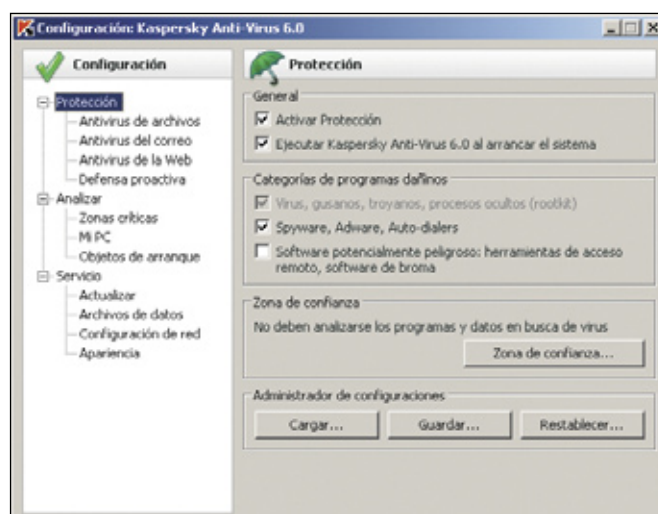 Configuración: Kaspersky Anti-Virus 6.0
Configuración
Protección
Antivirus de archivos
Antivirus del correo
Antivirus de la Web
Defensa proactiva
Analizar
Zonas críticas
Mi PC
Objetos de arranque
Servicio
Actualizar
Archivos de datos
Configuración de red
Apariencia
Protección
General
Activar Protección
Ejecutar Kaspersky Anti-Virus 6.0 al arrancar el sistema
Categorías de programas dañinos
Virus, gusanos, troyanos, procesos ocultos (rootkit)
Spyware, Adware, Auto-dialers
Software potencialmente peligroso: herramientas de acceso
remoto, software de broma
Zona de confianza
No deben analizarse los programas y datos en busca de virus
Zona de confianza...
Administrador de configuraciones
Cargar...
Guardar...
Restablecer...